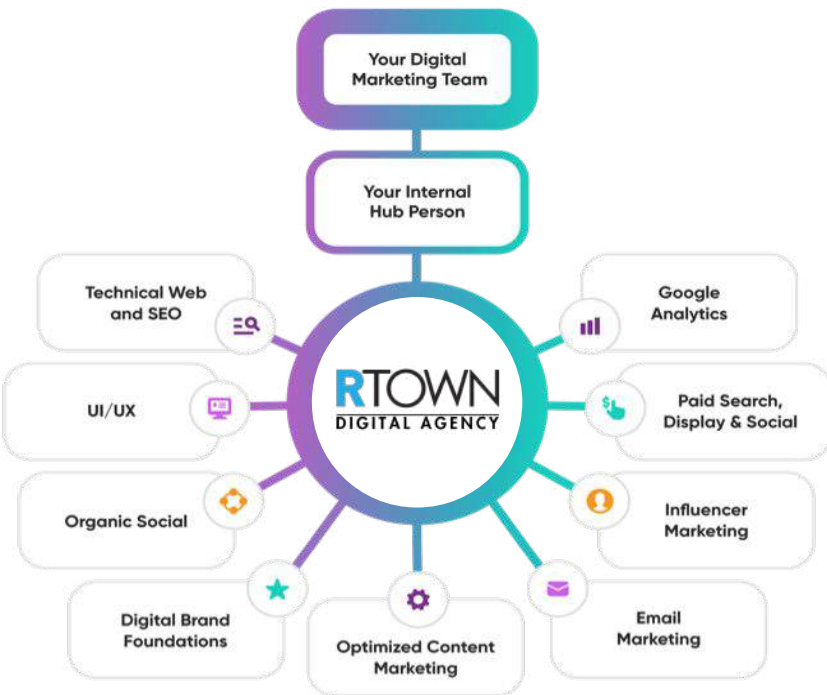 Your Digital
Marketing Team
Your Internal
Hub Person
Technical Web
and SEO
Google
Analytics
RTOWN
DIGITAL AGENCY
UI/UX
Paid Search,
Display & Social
$
Organic Social
Influencer
Marketing
Digital Brand
Foundations
Optimized Content
Marketing
Email
Marketing